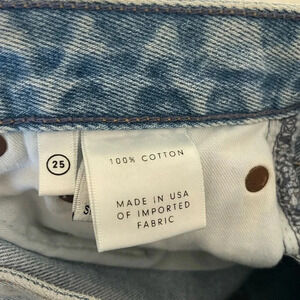 25
100% COTTON
MADE IN USA
OF IMPORTED
FABRIC